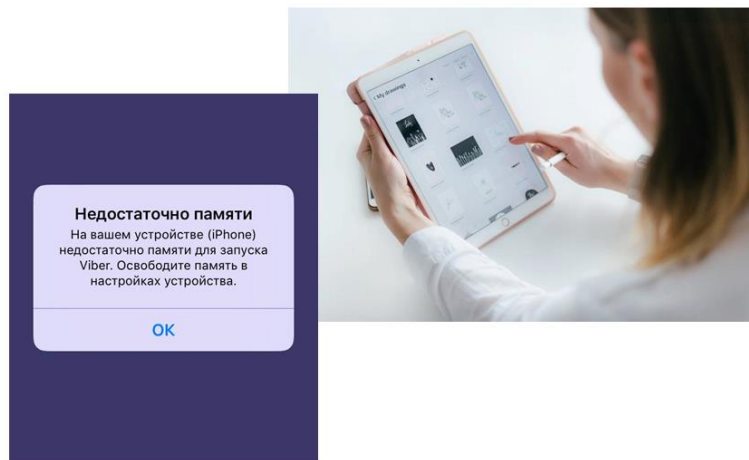 Недостаточно памяти
На вашем устройстве (iPhone)
недостаточно памяти для запуска
Viber. Освободите память в
настройках устройства.
OK
< My drawings